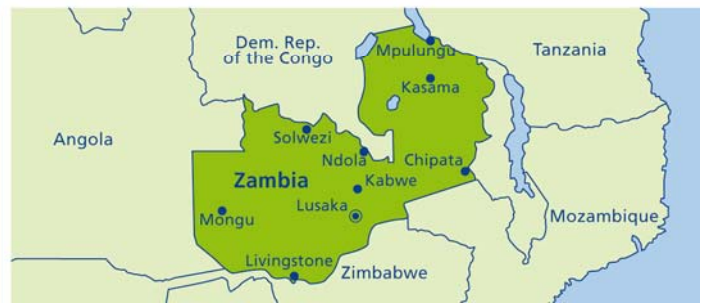 Dem. Rep.
of the Congo
Mpulungu
Tanzania
Kasama
Angola
Solwezi
Ndola
Chipata
Zambia
Kabwe
Lusaka
Mongu
Mozambique
Livingstone
Zimbabwe